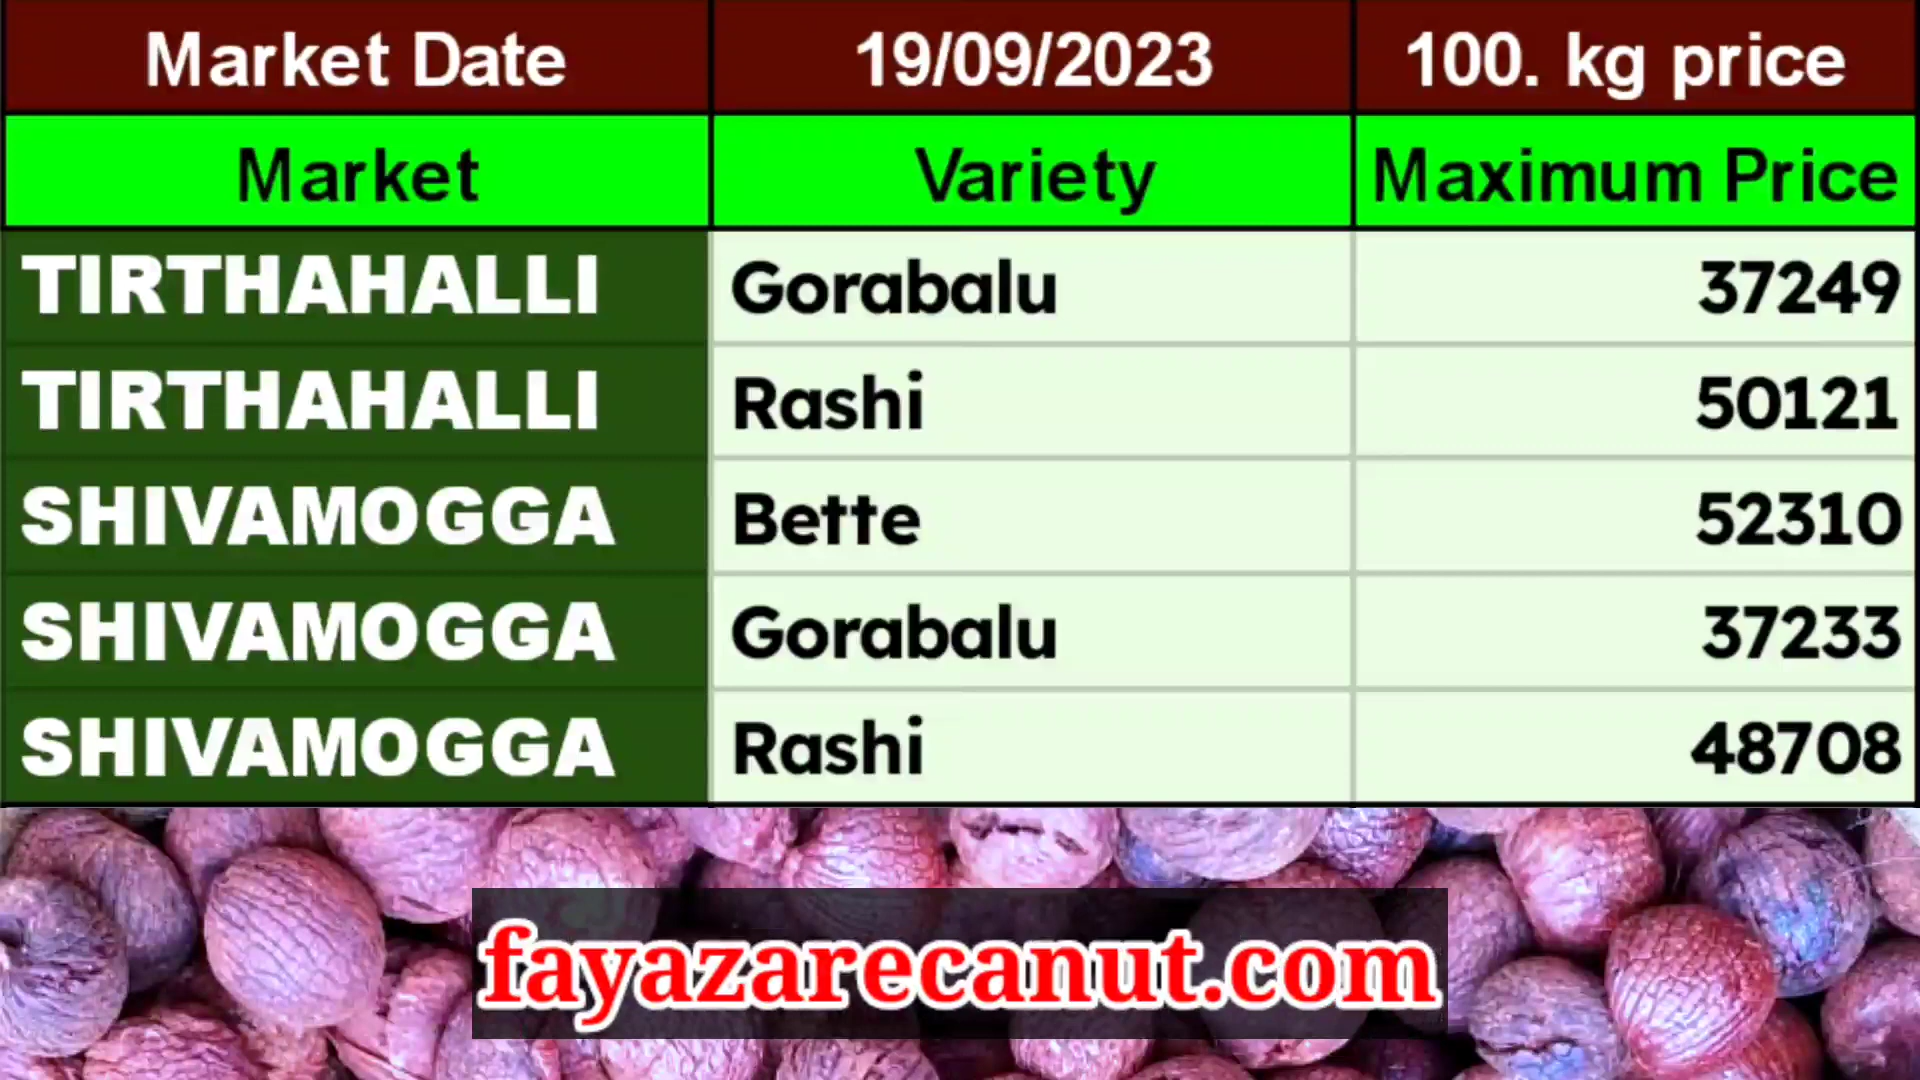 Market Date 19/09/2023 100. kg price
Market Variety Maximum Price
TIRTHAHALLI Gorabalu 37249
TIRTHAHALLI Rashi 50121
SHIVAMOGGA Bette 52310
SHIVAMOGGA Gorabalu 37233
SHIVAMOGGA Rashi 48708
fayazarecanut.com